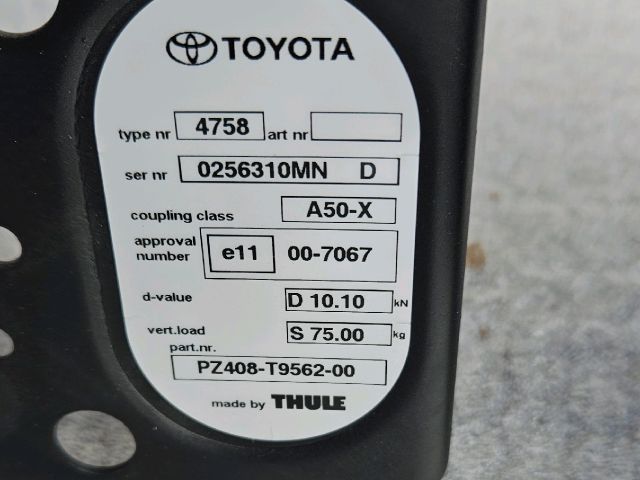 TOYOTA
type nr 4758 art nr
ser nr 0256310MN D
coupling class A50-X
approval number e11 00-7067
d-value D 10.10 kN
vert.load S 75.00 kg
part.nr.
PZ408-T9562-00
made by THULE